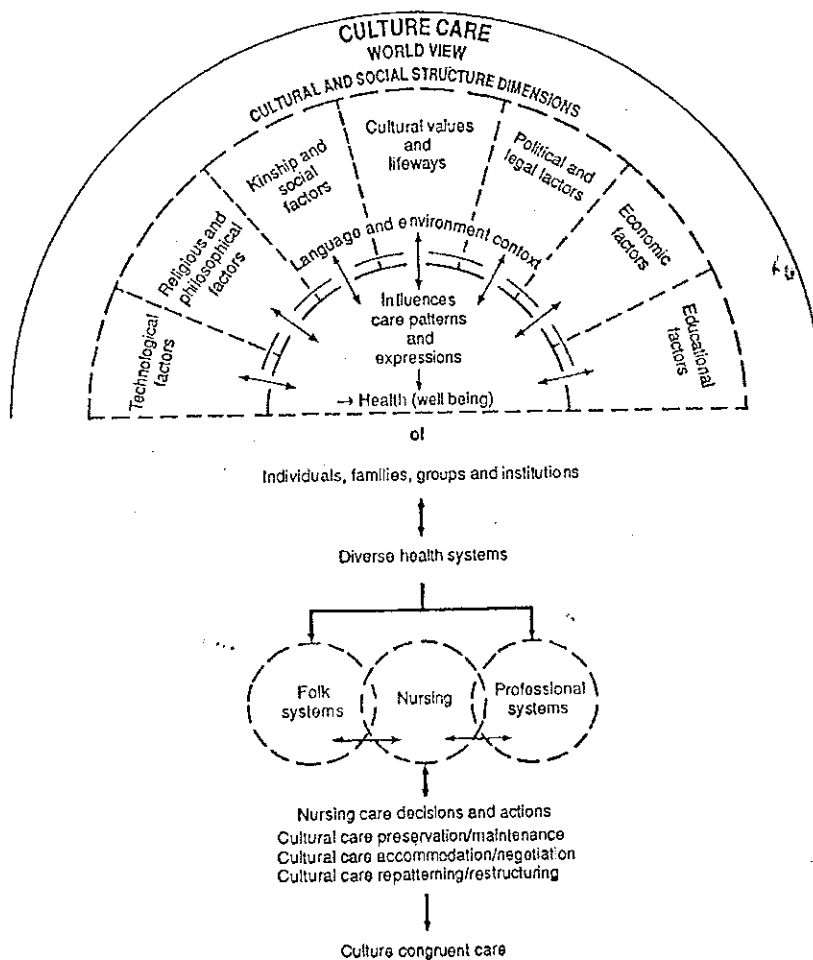 CULTURE CARE
WORLD VIEW
CULTURAL AND SOCIAL STRUCTURE DIMENSIONS
Technological
factors
Religious and
philosophical
factors
Kinship and
social
factors
Cultural values
and
lifeways
Political and
legal factors
Economic
factors
Educational
factors
Language and environment context
Influences
care patterns
and
expressions
→ Health (well being)
of
Individuals, families, groups and institutions
Diverse health systems
Folk
systems
Nursing
Professional
systems
Nursing care decisions and actions
Cultural care preservation/maintenance
Cultural care accommodation/negotiation
Cultural care repatterning/restructuring
Culture congruent care